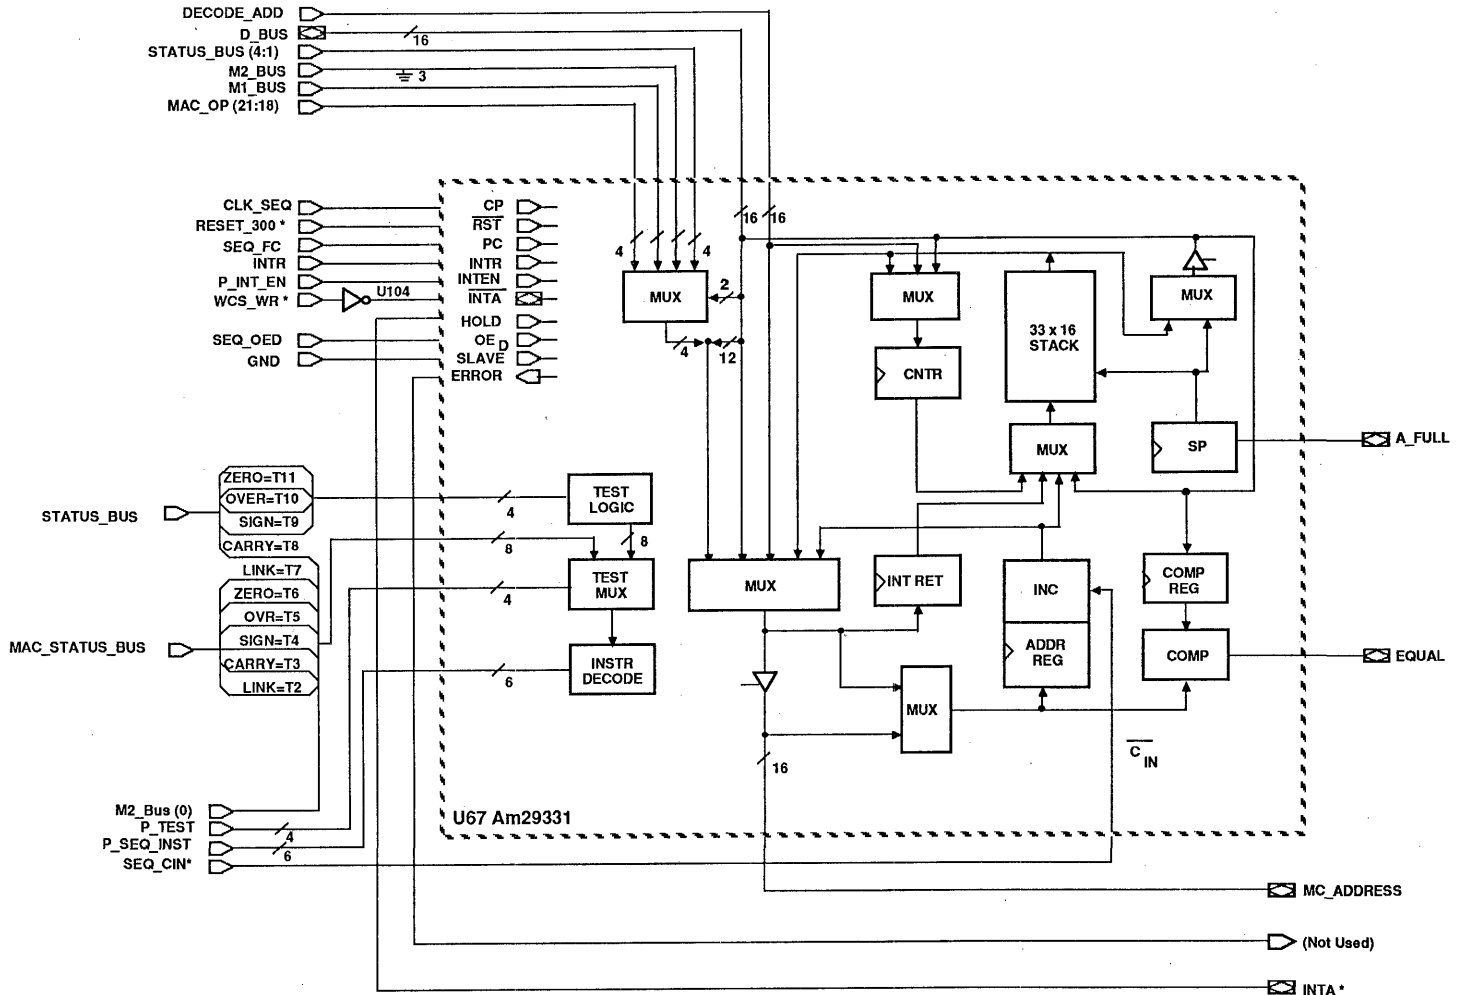 DECODE_ADD
D_BUS
16
STATUS_BUS (4:1)
M2_BUS
3
M1_BUS
MAC_OP (21:18)
CLK_SEQ
RESET_300 *
SEQ_FC
INTR
P_INT_EN
WCS_WR *
U104
SEQ_OED
GND
CP
RST
PC
INTR
INTEN
INTA
HOLD
OE D
SLAVE
ERROR
16
16
4
4
MUX
2
4
12
MUX
CNTR
33 x 16
STACK
MUX
MUX
SP
A_FULL
STATUS_BUS
ZERO=T11
OVER=T10
SIGN=T9
CARRY=T8
LINK=T7
ZERO=T6
OVR=T5
SIGN=T4
CARRY=T3
LINK=T2
MAC_STATUS_BUS
4
8
4
6
TEST
LOGIC
8
TEST
MUX
INSTR
DECODE
MUX
INT RET
INC
ADDR
REG
COMP
REG
COMP
EQUAL
MUX
16
C IN
U67 Am29331
M2_Bus (0)
P_TEST
4
P_SEQ_INST
6
SEQ_CIN*
MC_ADDRESS
(Not Used)
INTA *